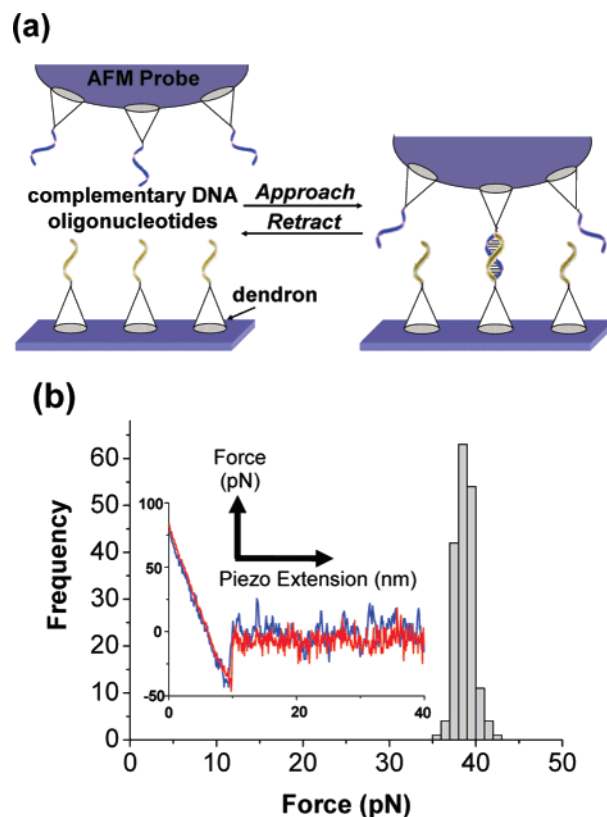 (a)
AFM Probe
complementary DNA
oligonucleotides
Approach
Retract
dendron
(b)
Frequency
60
50
40
30
20
10
0
Force
(pN)
Piezo Extension (nm)
100
50
0
-50
0
20
40
0
10
20
30
40
50
Force (pN)